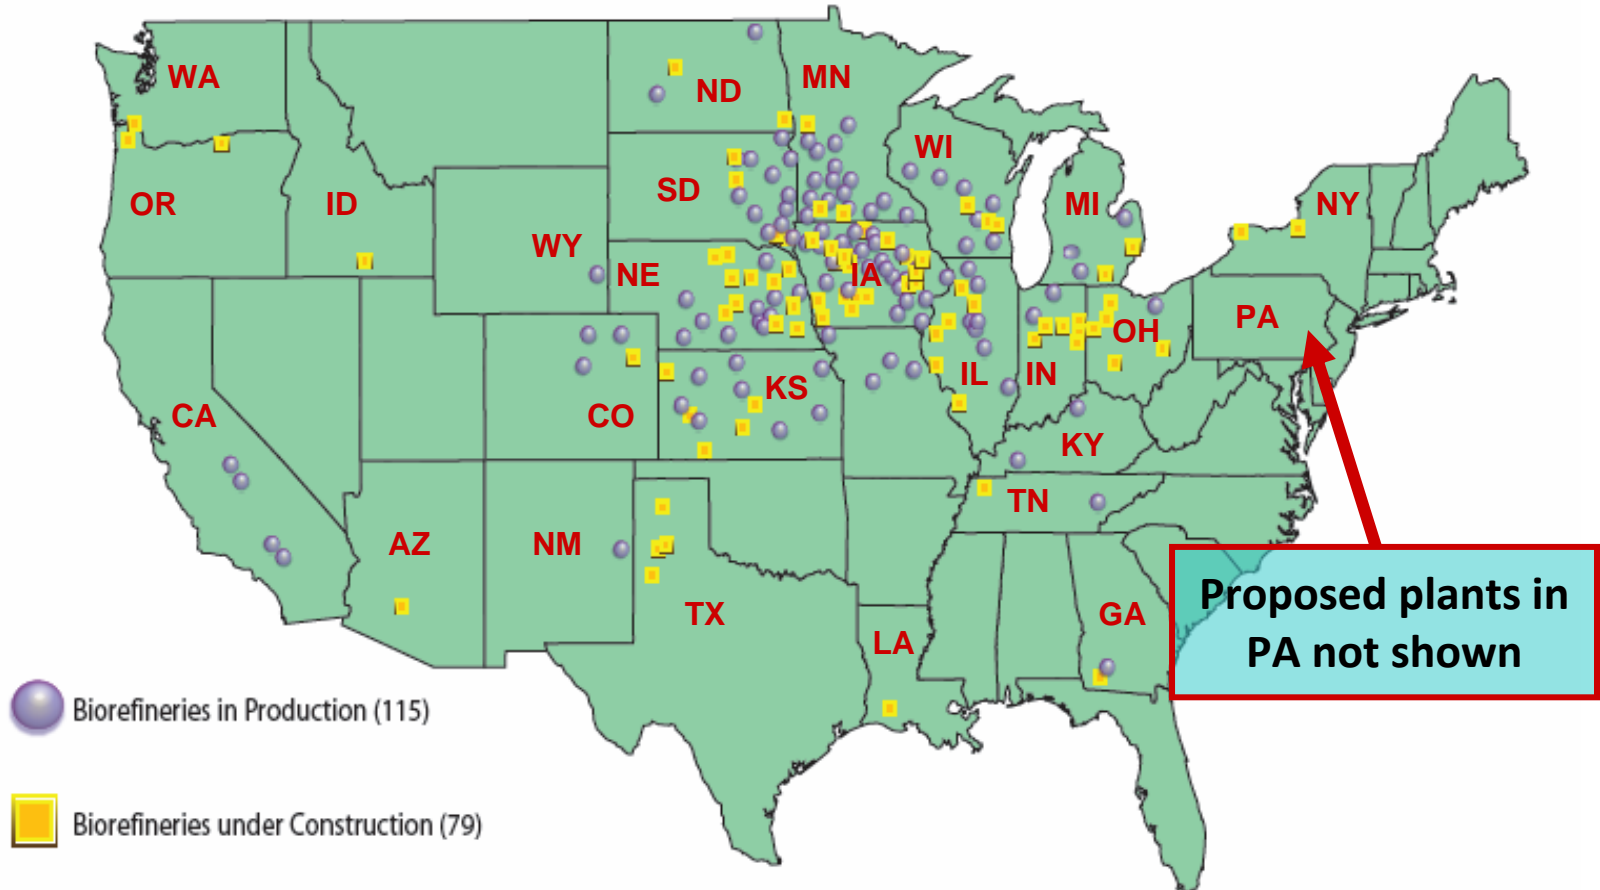 WA
ND
MN
WI
OR
ID
SD
MI
NY
WY
NE
IA
PA
OH
CA
CO
KS
IL
IN
KY
TN
AZ
NM
TX
LA
GA
Proposed plants in
PA not shown
Biorefineries in Production (115)
Biorefineries under Construction (79)